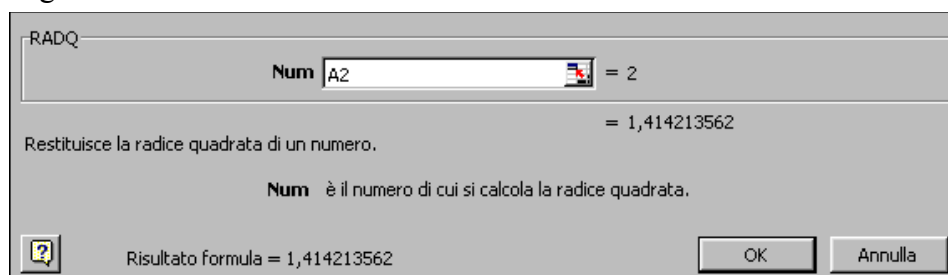 RADQ
Num A2 = 2
= 1,414213562
Restituisce la radice quadrata di un numero.
Num è il numero di cui si calcola la radice quadrata.
Risultato formula = 1,414213562 OK Annulla